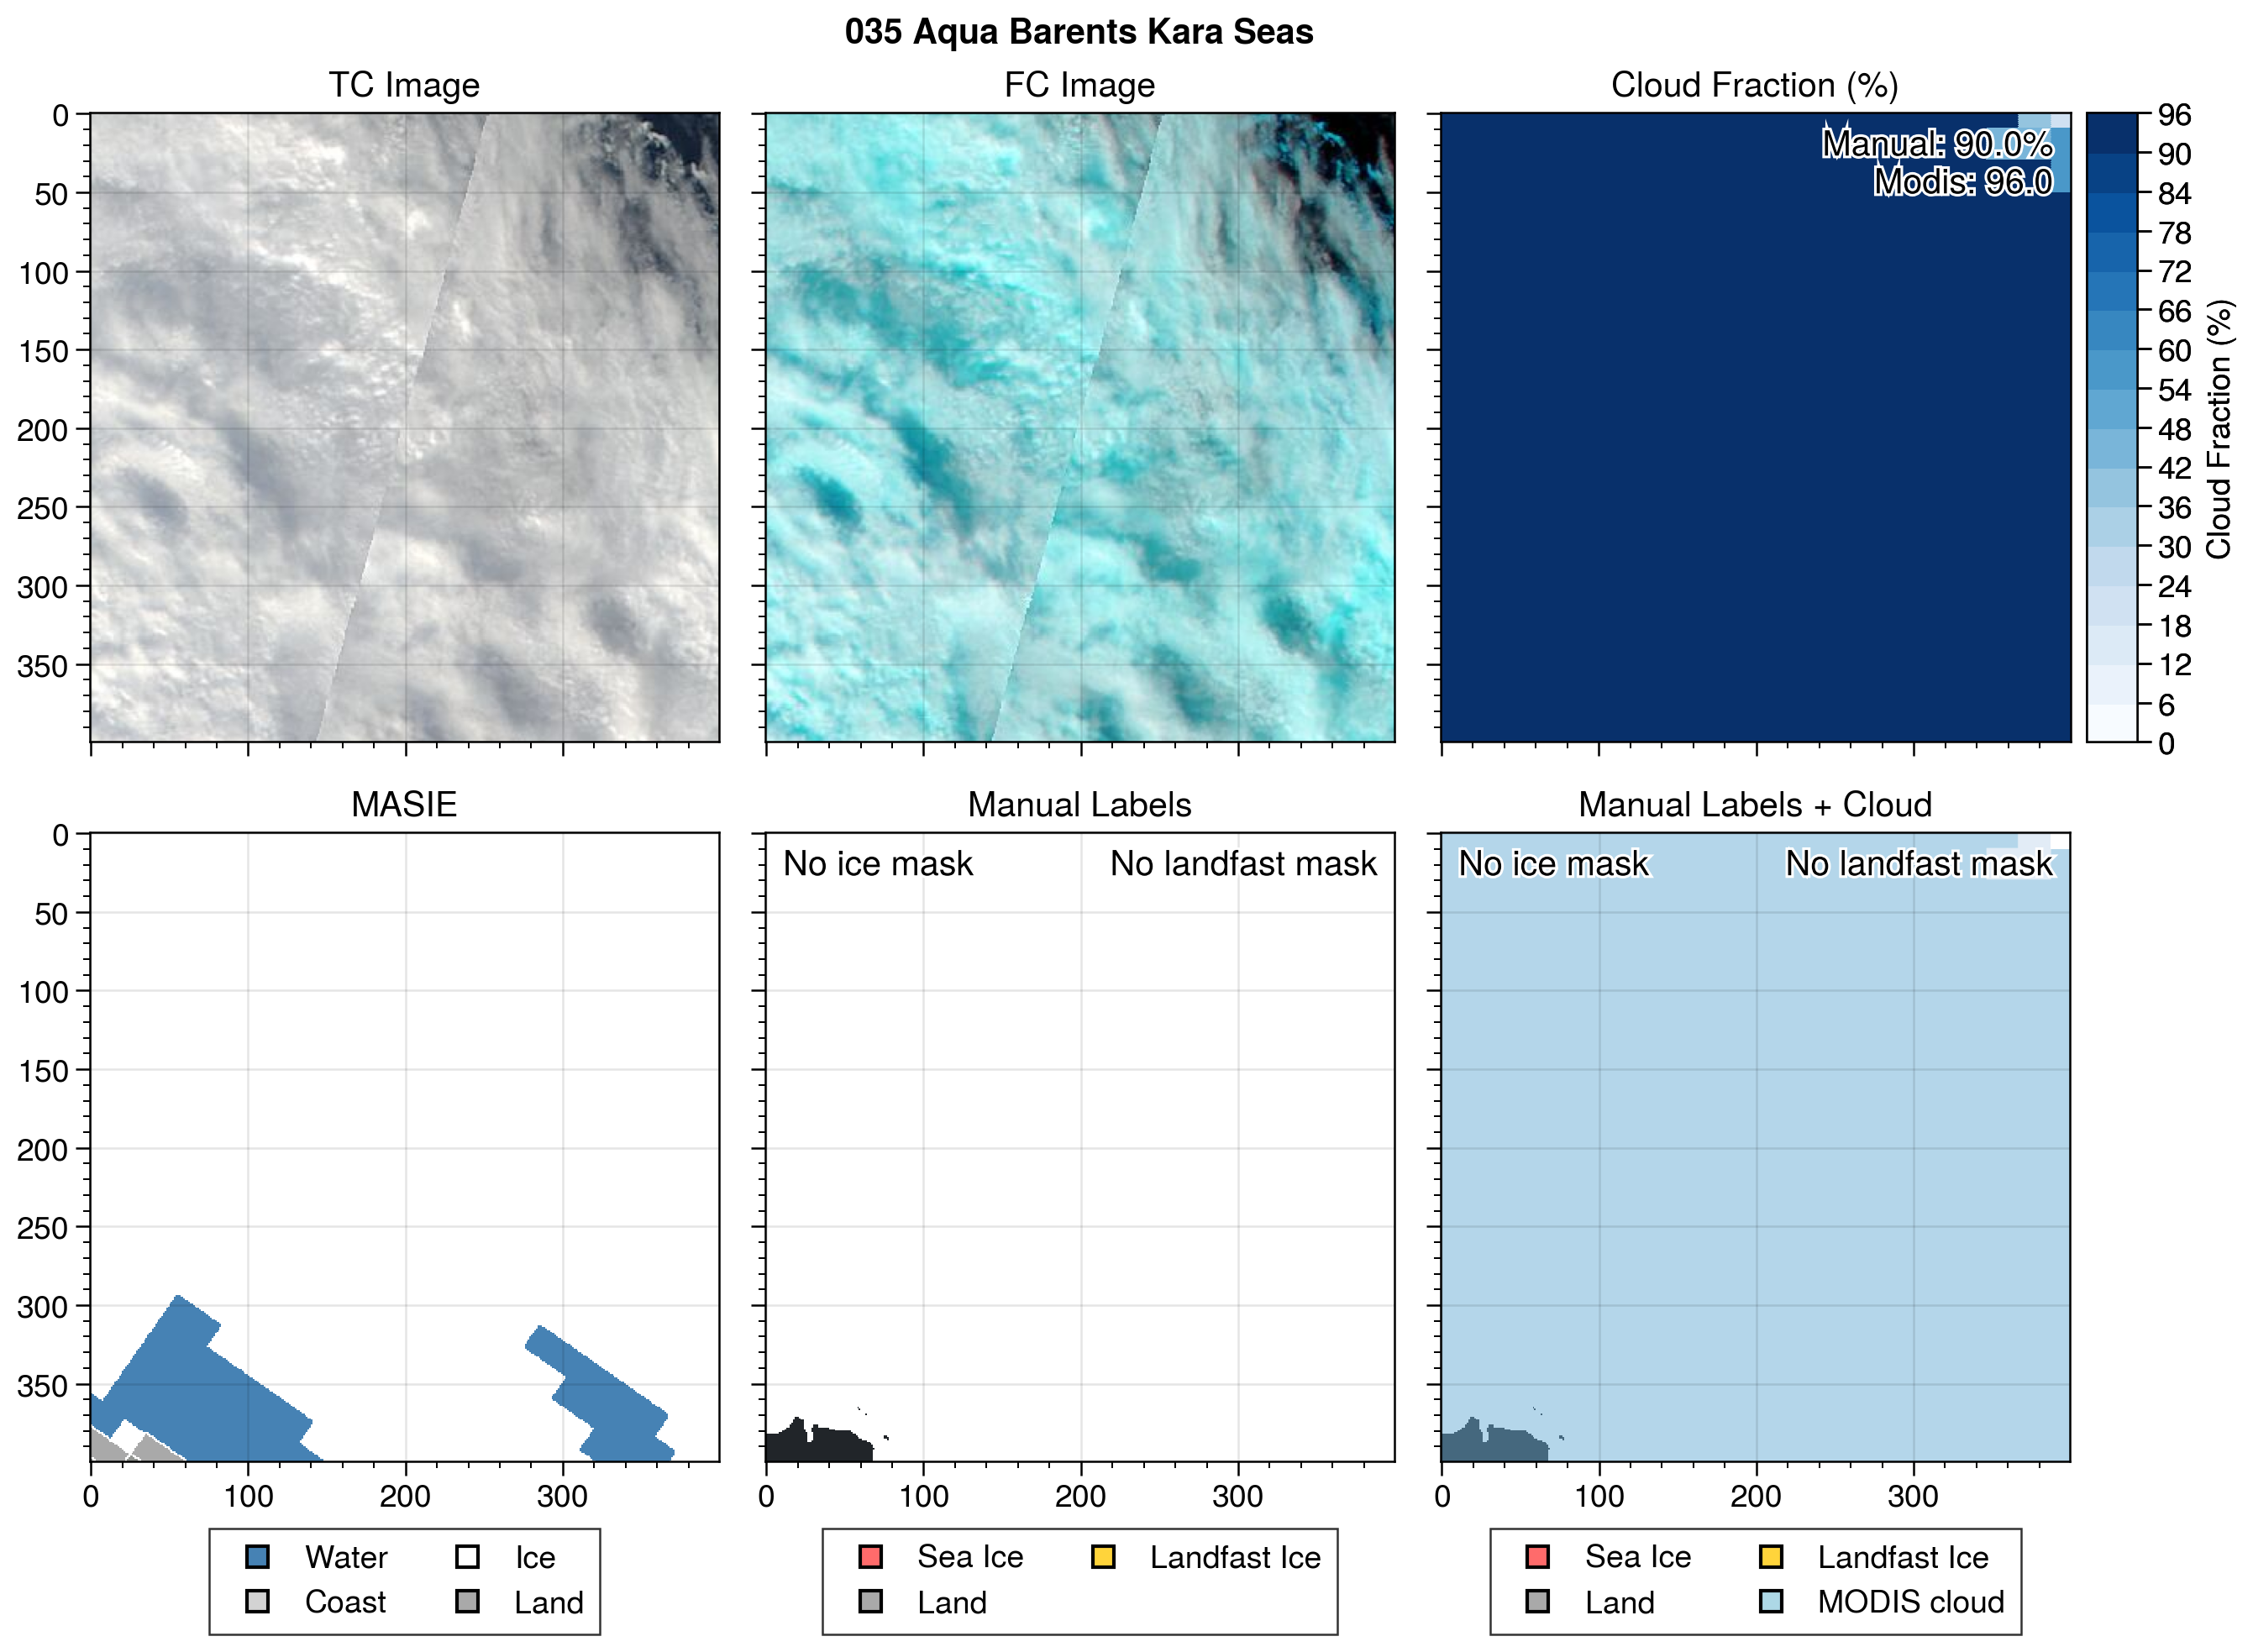 035 Aqua Barents Kara Seas
TC Image
FC Image
Cloud Fraction (%)
0
50
100
150
200
250
300
350
Manual: 90.0%
Modis: 96.0
96
90
84
78
72
66
60
54
48
42
36
30
24
18
12
6
0
Cloud Fraction (%)
MASIE
Manual Labels
Manual Labels + Cloud
0
50
100
150
200
250
300
350
No ice mask
No landfast mask
No ice mask
No landfast mask
0 100 200 300
0 100 200 300
0 100 200 300
Water Ice
Coast Land
Sea Ice Landfast Ice
Land
Sea Ice Landfast Ice
Land MODIS cloud